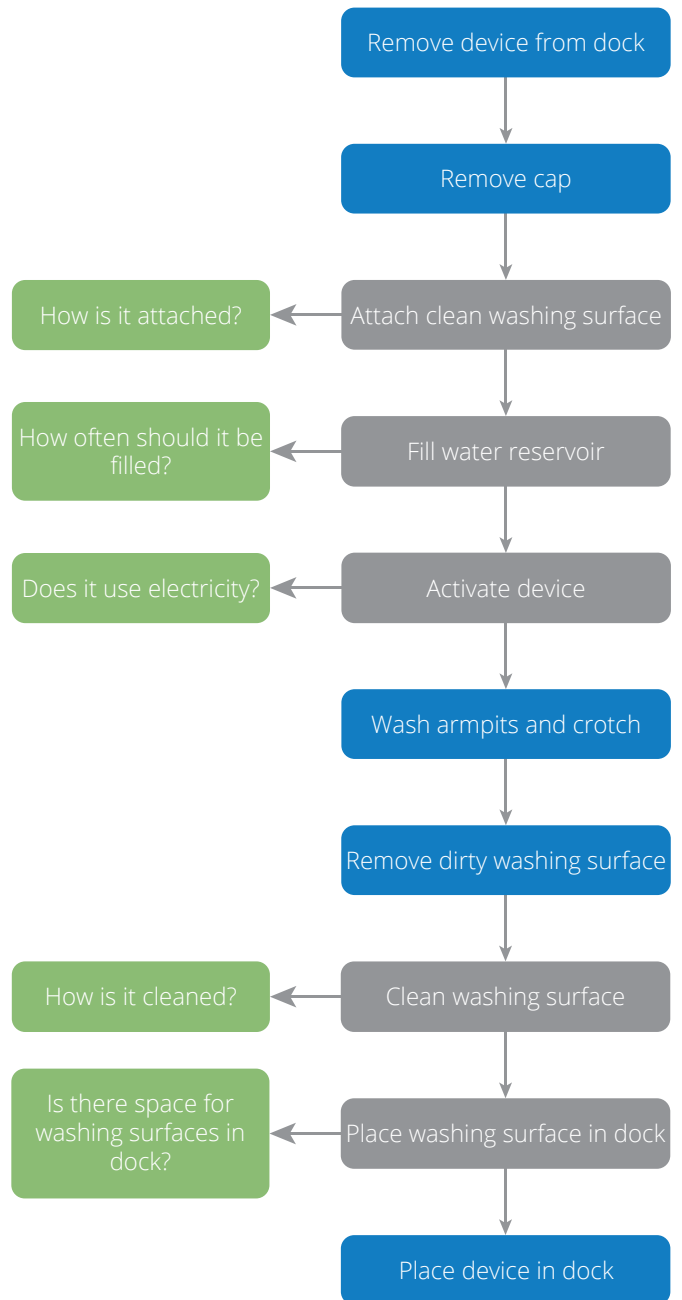 Remove device from dock
Remove cap
How is it attached?
Attach clean washing surface
How often should it be
filled?
Fill water reservoir
Does it use electricity?
Activate device
Wash armpits and crotch
Remove dirty washing surface
How is it cleaned?
Clean washing surface
Is there space for
washing surfaces in
dock?
Place washing surface in dock
Place device in dock